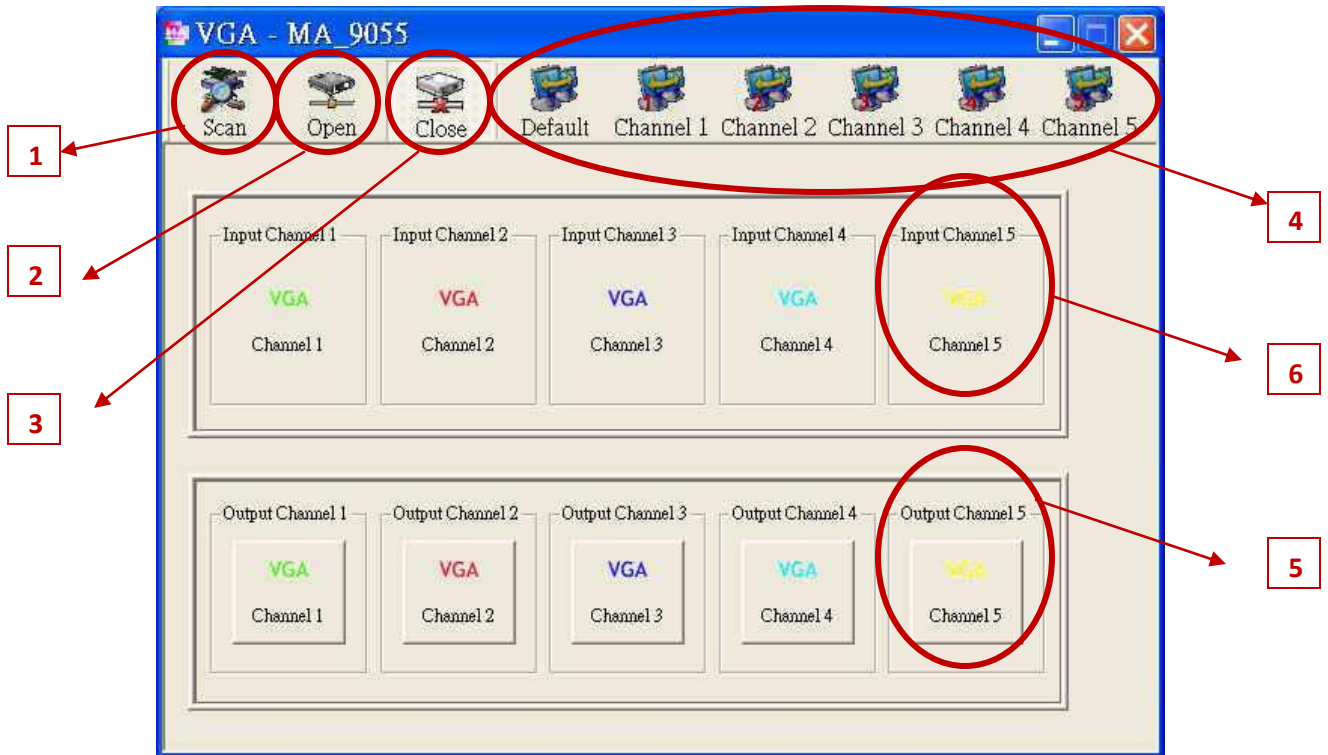 VGA - MA_9055
Scan Open Close Default Channel 1 Channel 2 Channel 3 Channel 4 Channel 5
1
4
Input Channel 1 Input Channel 2 Input Channel 3 Input Channel 4 Input Channel 5
2
VGA VGA VGA VGA VGA
Channel 1 Channel 2 Channel 3 Channel 4 Channel 5
6
3
Output Channel 1 Output Channel 2 Output Channel 3 Output Channel 4 Output Channel 5
VGA VGA VGA VGA VGA
5
Channel 1 Channel 2 Channel 3 Channel 4 Channel 5